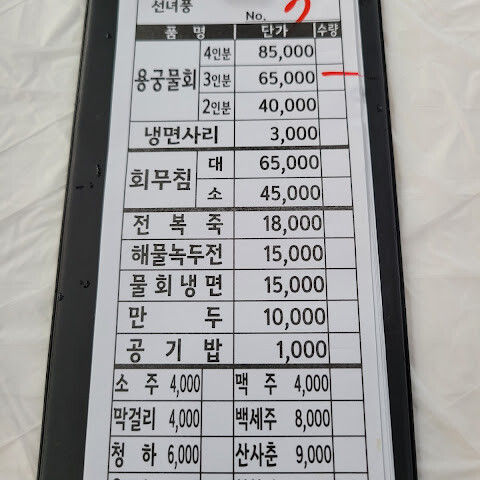 선녀풍 No. 2
품 명 단가 수량
용궁물회 4인분 85,000
3인분 65,000
2인분 40,000
냉면사리 3,000
회무침 대 65,000
소 45,000
전 복 죽 18,000
해물녹두전 15,000
물 회 냉 면 15,000
만 두 10,000
공 기 밥 1,000
소 주 4,000 맥 주 4,000
막걸리 4,000 백세주 8,000
청 하 6,000 산사춘 9,000